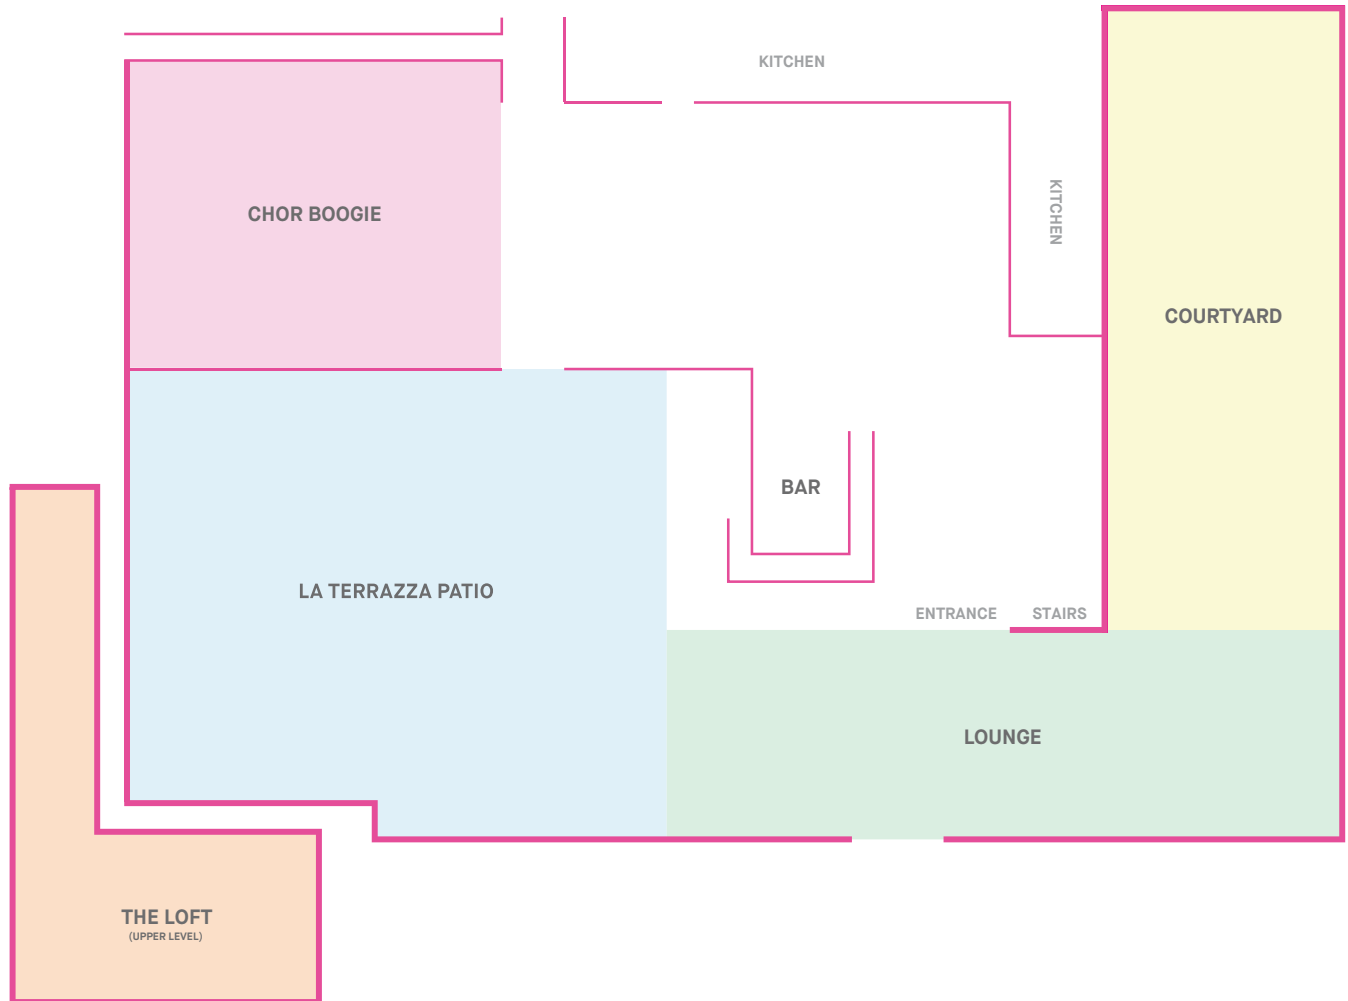 KITCHEN
KITCHEN
CHOR BOOGIE
COURTYARD
BAR
LA TERRAZZA PATIO
ENTRANCE
STAIRS
LOUNGE
THE LOFT
(UPPER LEVEL)